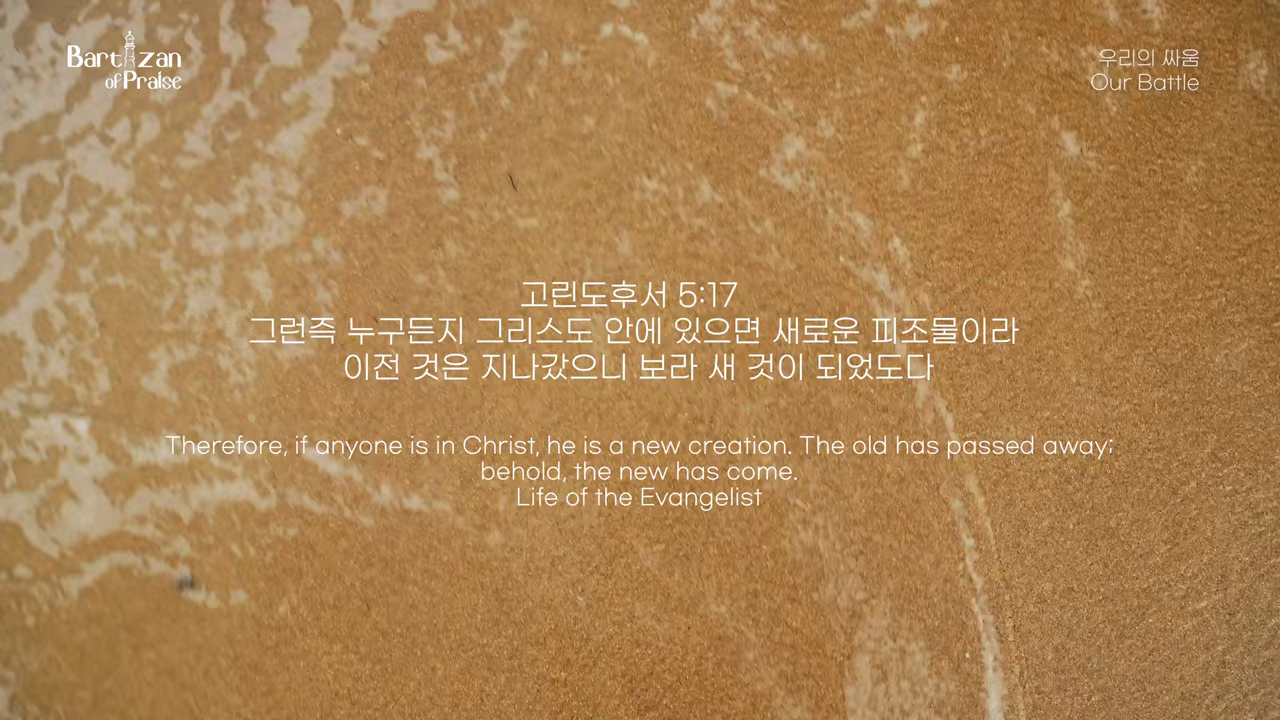 Bartizan
of Praise
우리의 싸움
Our Battle
고린도후서 5:17
그런즉 누구든지 그리스도 안에 있으면 새로운 피조물이라
이전 것은 지나갔으니 보라 새 것이 되었도다
Therefore, if anyone is in Christ, he is a new creation. The old has passed away;
behold, the new has come.
Life of the Evangelist